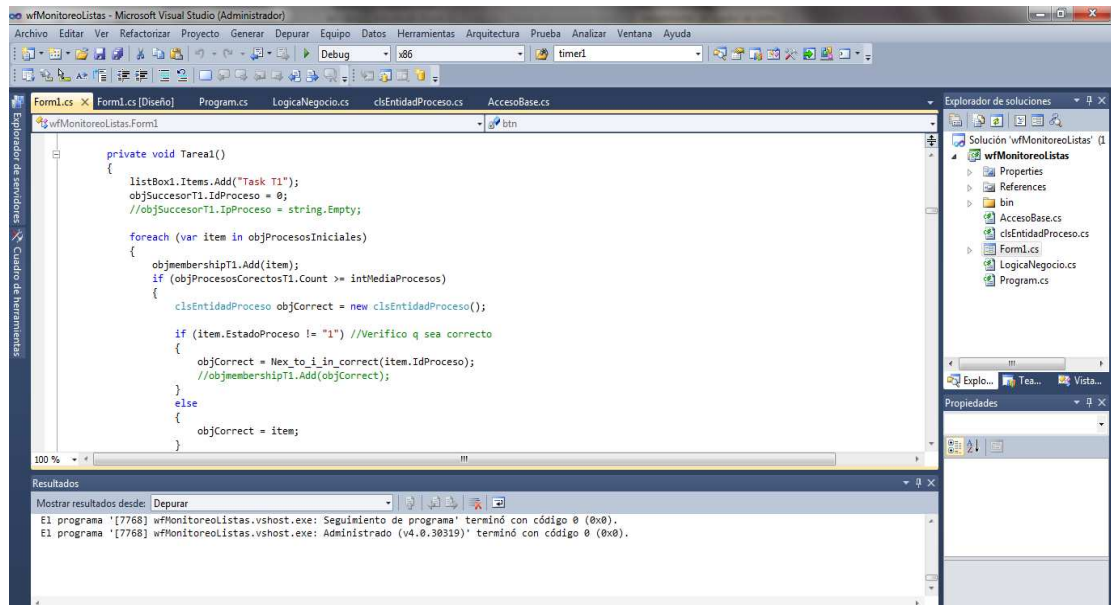 wfMonitoreoListas - Microsoft Visual Studio (Administrador)
Archivo Editar Ver Refactorizar Proyecto Generar Depurar Equipo Datos Herramientas Arquitectura Prueba Analizar Ventana Ayuda
Debug x86 timer1
Form1.cs Form1.cs [Diseño] Program.cs LogicaNegocio.cs clsEntidadProceso.cs AccesoBase.cs
wfMonitoreoListas.Form1 btn
private void Tarea1()
{
listBox1.Items.Add("Task T1");
objSuccesorT1.IdProceso = 0;
//objSuccesorT1.IpProceso = string.Empty;
foreach (var item in objProcesosIniciales)
{
objmembershipT1.Add(item);
if (objProcesosCorectosT1.Count >= intMediaProcesos)
{
clsEntidadProceso objCorrect = new clsEntidadProceso();
if (item.EstadoProceso != "1") //Verifico q sea correcto
{
objCorrect = Nex_to_i_in_correct(item.IdProceso);
//objmembershipT1.Add(objCorrect);
}
else
{
objCorrect = item;
}
100 %
Explorador de servidores
Cuadro de herramientas
Resultados
Mostrar resultados desde: Depurar
El programa '[7768] wfMonitoreoListas.vshost.exe: Seguimiento de programa' terminó con código 0 (0x0).
El programa '[7768] wfMonitoreoListas.vshost.exe: Administrado (v4.0.30319)' terminó con código 0 (0x0).
Explorador de soluciones
Solución 'wfMonitoreoListas' (1
wfMonitoreoListas
Properties
References
bin
AccesoBase.cs
clsEntidadProceso.cs
Form1.cs
LogicaNegocio.cs
Program.cs
Explo... Tea... Vista...
Propiedades